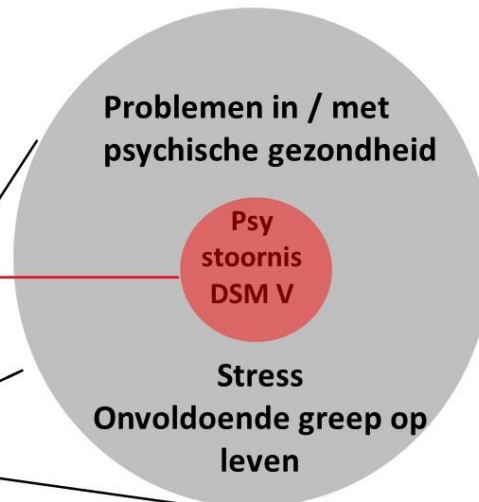 Problemen in / met
psychische gezondheid
Psy
stoornis
DSM V
Stress
Onvoldoende greep op
leven